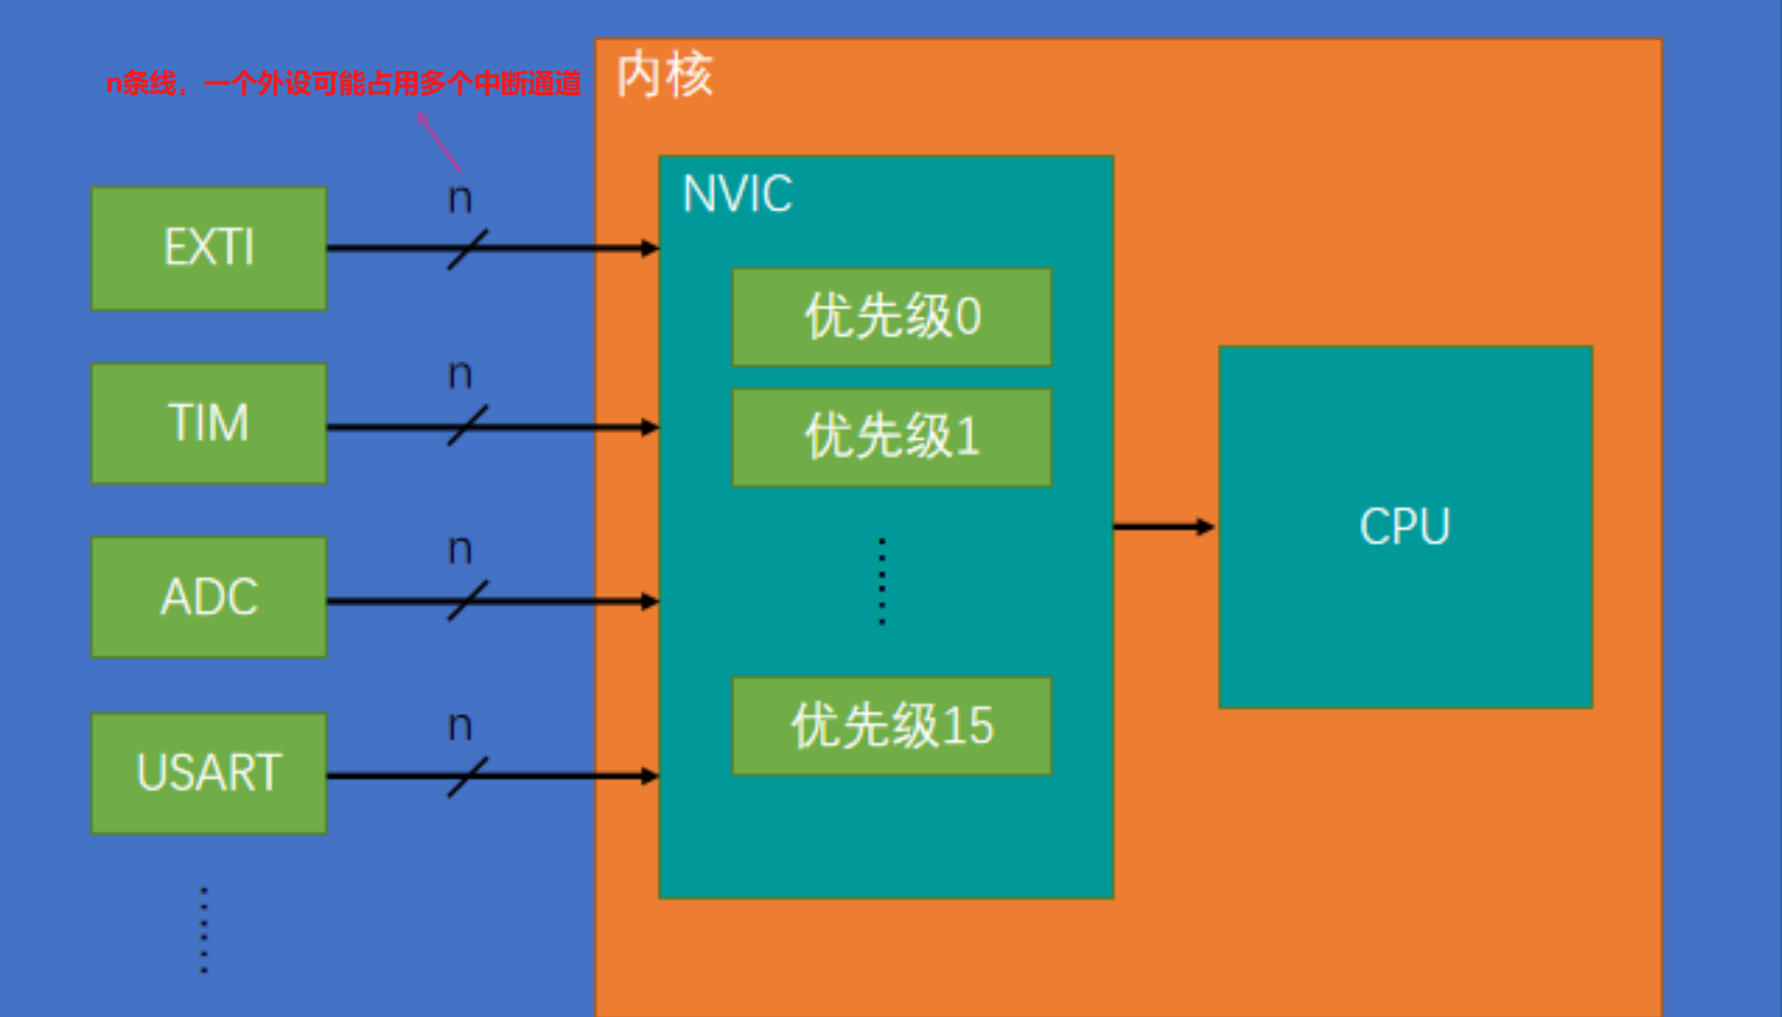 n条线，一个外设可能占用多个中断通道
内核
n
NVIC
EXTI
优先级0
n
TIM
优先级1
n
CPU
ADC
n
优先级15
USART